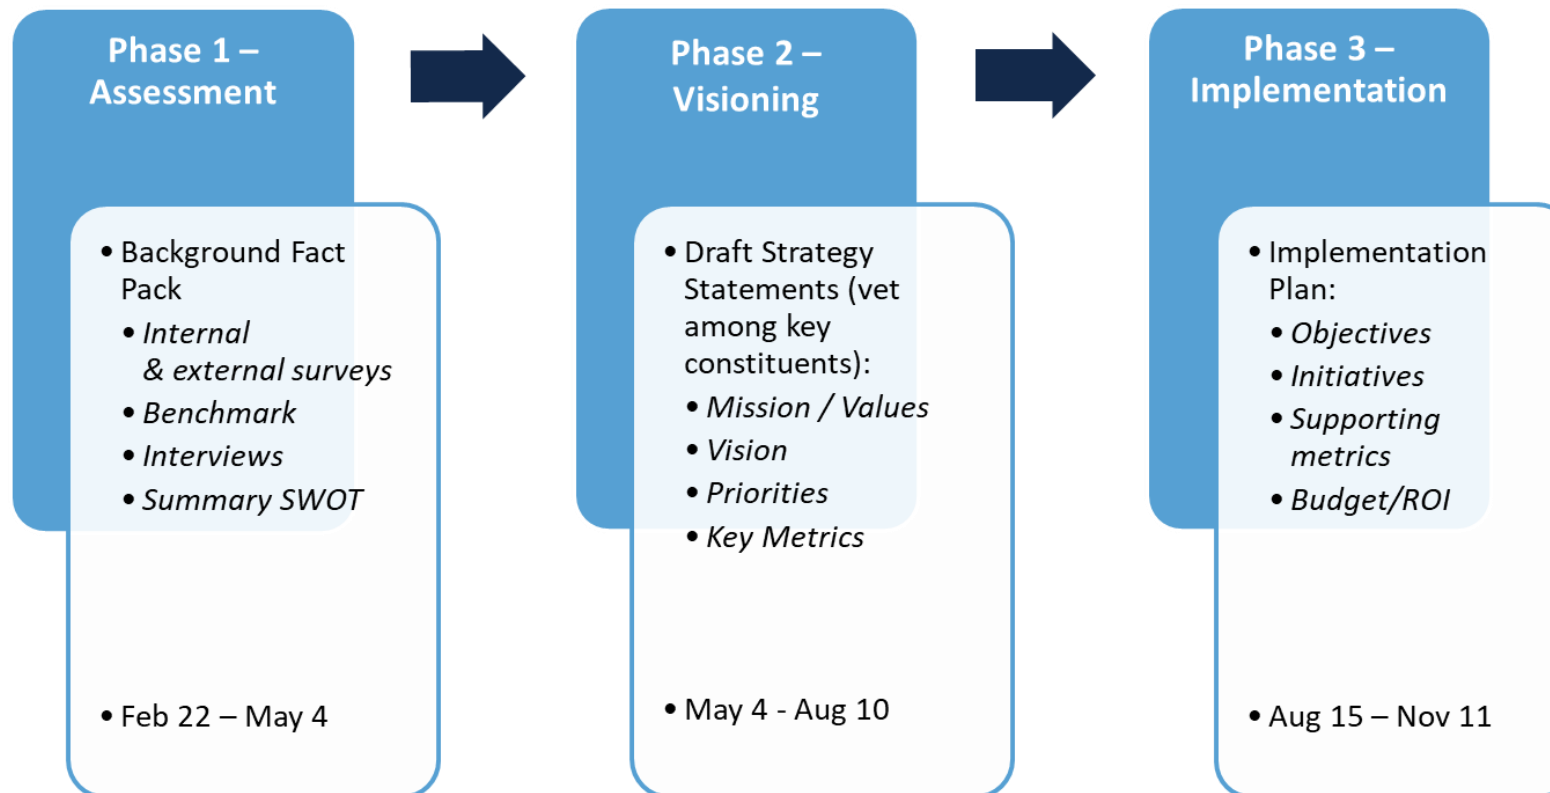 Phase 1 –
Assessment
• Background Fact
Pack
• Internal
& external surveys
• Benchmark
• Interviews
• Summary SWOT
• Feb 22 – May 4
Phase 2 –
Visioning
• Draft Strategy
Statements (vet
among key
constituents):
• Mission / Values
• Vision
• Priorities
• Key Metrics
• May 4 - Aug 10
Phase 3 –
Implementation
• Implementation
Plan:
• Objectives
• Initiatives
• Supporting
metrics
• Budget/ROI
• Aug 15 – Nov 11